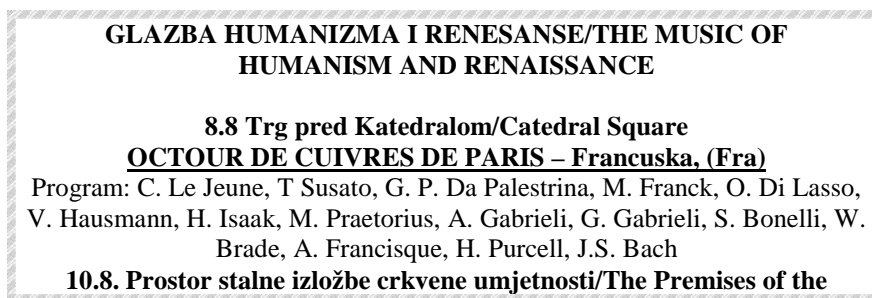 GLAZBA HUMANIZMA I RENESANSE/THE MUSIC OF
HUMANISM AND RENAISSANCE
8.8 Trg pred Katedralom/Catedral Square
OCTOUR DE CUIVRES DE PARIS – Francuska, (Fra)
Program: C. Le Jeune, T Susato, G. P. Da Palestrina, M. Franck, O. Di Lasso,
V. Hausmann, H. Isaak, M. Praetorius, A. Gabrieli, G. Gabrieli, S. Bonelli, W.
Brade, A. Francisque, H. Purcell, J.S. Bach
10.8. Prostor stalne izložbe crkvene umjetnosti/The Premises of the